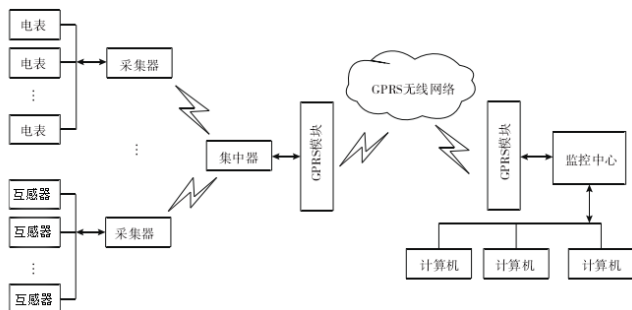 电表
电表
⋮
电表
采集器
⋮
互感器
互感器
⋮
互感器
采集器
集中器
GPRS模块
GPRS无线网络
GPRS模块
监控中心
计算机
计算机
计算机